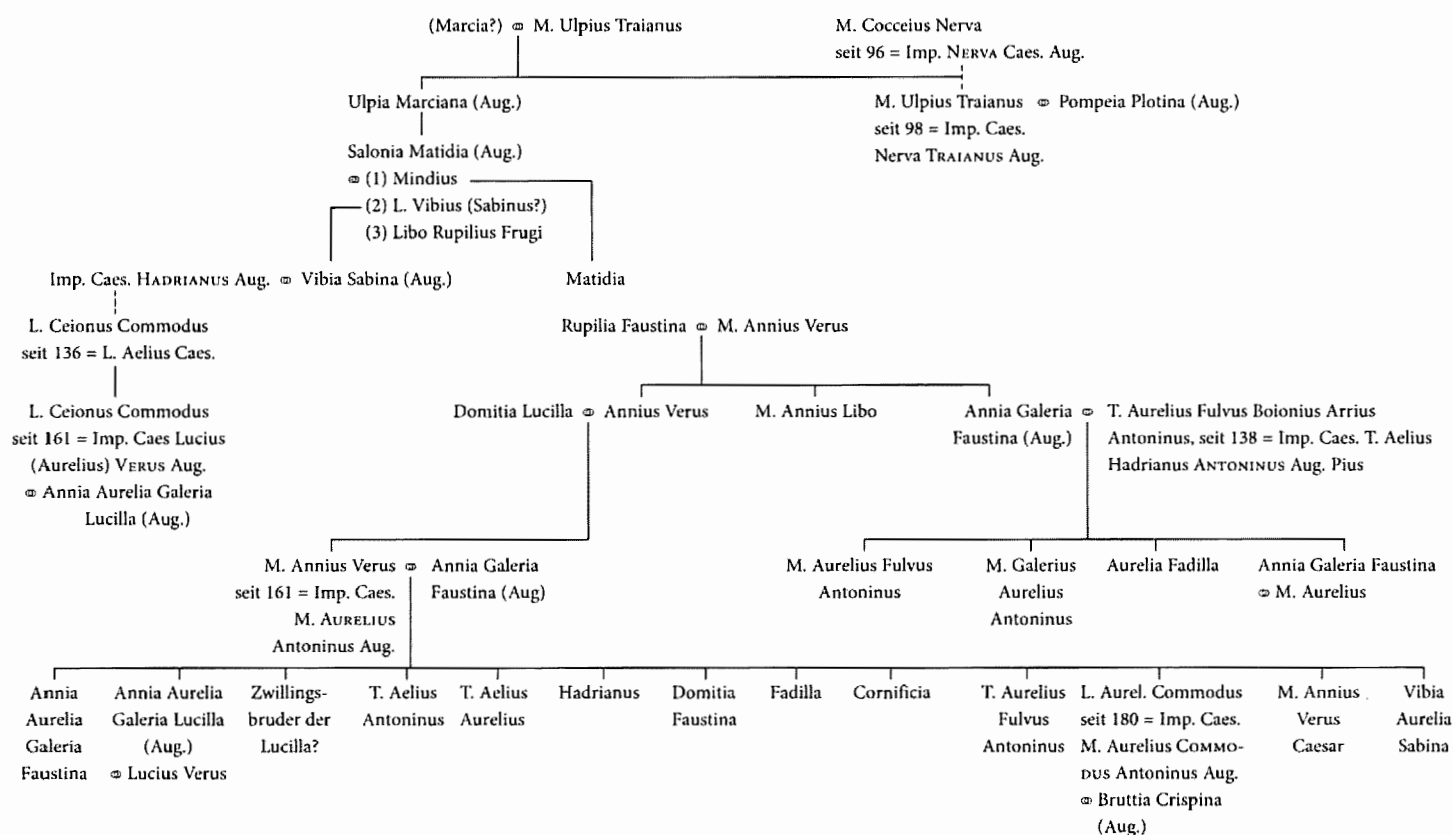 (Marcia?) ⚭ M. Ulpius Traianus
M. Cocceius Nerva
seit 96 = Imp. NERVA Caes. Aug.
Ulpia Marciana (Aug.)
M. Ulpius Traianus ⚭ Pompeia Plotina (Aug.)
seit 98 = Imp. Caes.
Nerva TRAIANUS Aug.
Salonia Matidia (Aug.)
⚭ (1) Mindius
(2) L. Vibius (Sabinus?)
(3) Libo Rupilius Frugi
Imp. Caes. HADRIANUS Aug. ⚭ Vibia Sabina (Aug.)
Matidia
L. Ceionus Commodus
seit 136 = L. Aelius Caes.
Rupilia Faustina ⚭ M. Annius Verus
L. Ceionus Commodus
seit 161 = Imp. Caes Lucius
(Aurelius) VERUS Aug.
⚭ Annia Aurelia Galeria
Lucilla (Aug.)
Domitia Lucilla ⚭ Annius Verus
M. Annius Libo
Annia Galeria ⚭ T. Aurelius Fulvus Boionius Arrius
Faustina (Aug.) Antoninus, seit 138 = Imp. Caes. T. Aelius
Hadrianus ANTONINUS Aug. Pius
M. Annius Verus ⚭ Annia Galeria
seit 161 = Imp. Caes. Faustina (Aug)
M. AURELIUS
Antoninus Aug.
M. Aurelius Fulvus
Antoninus
M. Galerius
Aurelius
Antoninus
Aurelia Fadilla
Annia Galeria Faustina
⚭ M. Aurelius
Annia
Aurelia
Galeria
Faustina
Annia Aurelia
Galeria Lucilla
(Aug.)
⚭ Lucius Verus
Zwillings-
bruder der
Lucilla?
T. Aelius
Antoninus
T. Aelius
Aurelius
Hadrianus
Domitia
Faustina
Fadilla
Cornificia
T. Aurelius
Fulvus
Antoninus
L. Aurel. Commodus
seit 180 = Imp. Caes.
M. Aurelius COMMO-
DUS Antoninus Aug.
⚭ Bruttia Crispina
(Aug.)
M. Annius
Verus
Caesar
Vibia
Aurelia
Sabina